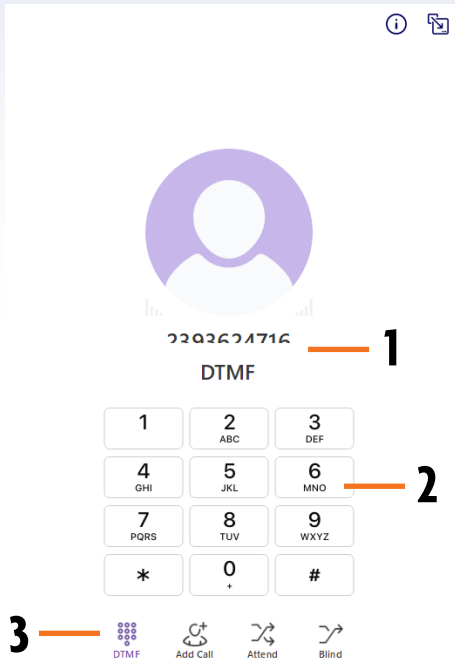 2393624716
1
DTMF
1 2 3
ABC DEF
4 5 6
GHI JKL MNO
2
7 8 9
PQRS TUV WXYZ
* 0 #
+
3
DTMF Add Call Attend Blind